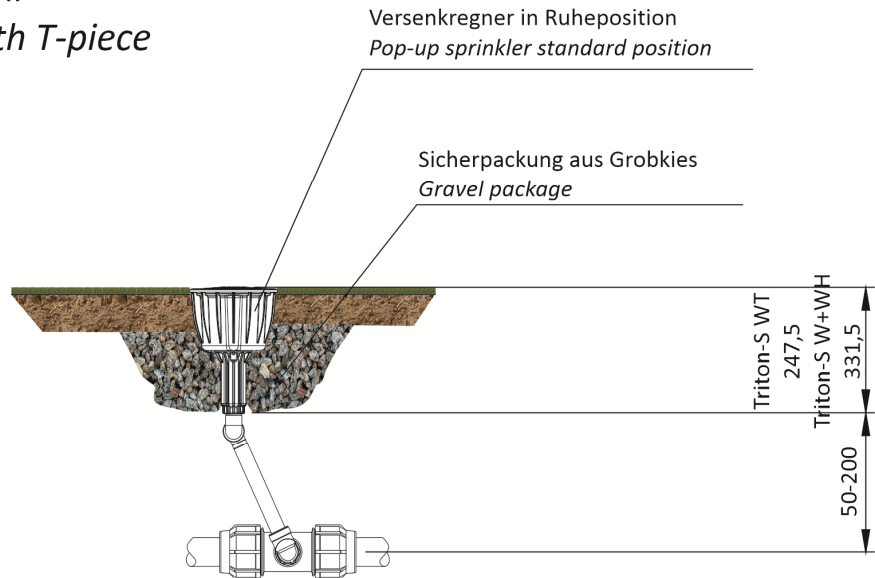 th T-piece
Versenkregner in Ruheposition
Pop-up sprinkler standard position
Sicherpackung aus Grobkies
Gravel package
Triton-S WT
247,5
Triton-S W+WH
331,5
50-200